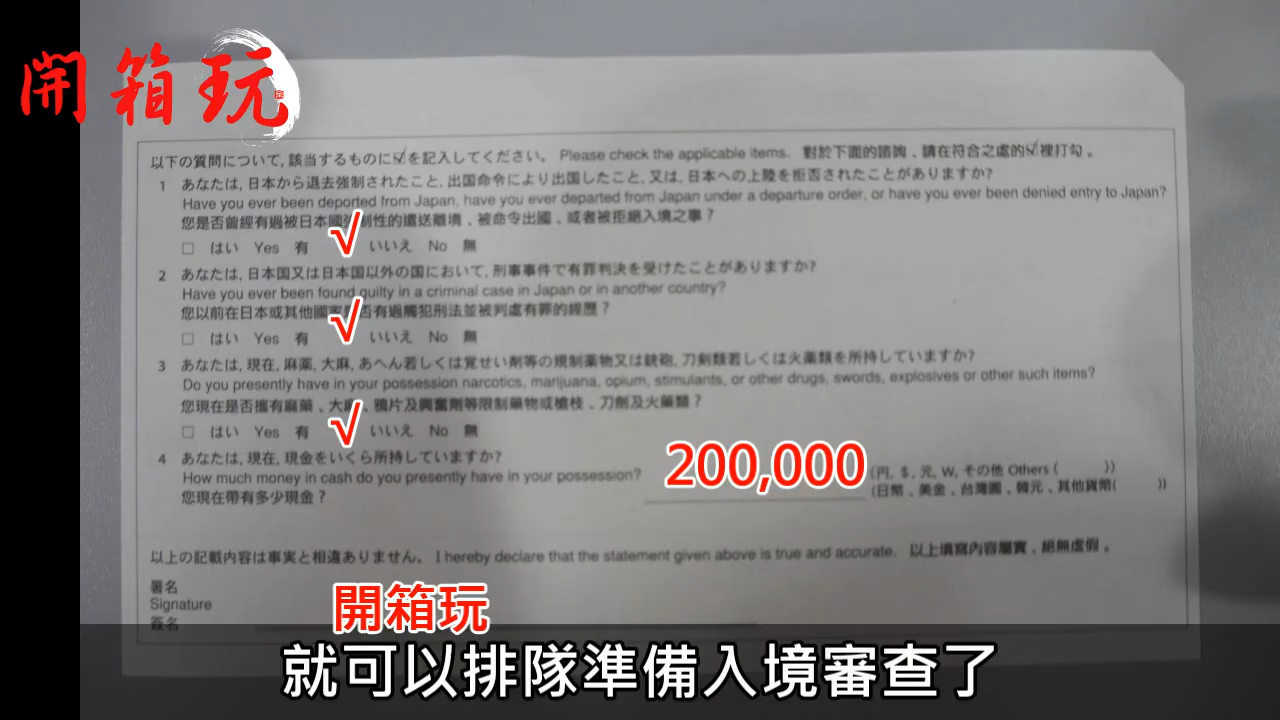 開箱玩
以下の質問について, 該当するものに☑を記入してください。 Please check the applicable items. 對於下面的諮詢、請在符合之處的☑裡打勾。
1 あなたは, 日本から退去強制されたこと, 出国命令により出国したこと, 又は, 日本への上陸を拒否されたことがありますか?
Have you ever been deported from Japan, have you ever departed from Japan under a departure order, or have you ever been denied entry to Japan?
您是否曾經有過被日本國強制性的遣送離境、被命令出國、或者被拒絕入境之事？
□ はい Yes 有 √ いいえ No 無
2 あなたは, 日本国又は日本国以外の国において, 刑事事件で有罪判決を受けたことがありますか?
Have you ever been found guilty in a criminal case in Japan or in another country?
您以前在日本或其他國家是否有過觸犯刑法並被判處有罪的經歷？
□ はい Yes 有 √ いいえ No 無
3 あなたは, 現在, 麻薬, 大麻, あへん若しくは覚せい剤等の規制薬物又は銃砲, 刀剣類若しくは火薬類を所持していますか?
Do you presently have in your possession narcotics, marijuana, opium, stimulants, or other drugs, swords, explosives or other such items?
您現在是否攜有麻藥、大麻、鴉片及興奮劑等限制藥物或槍枝、刀劍及火藥類？
□ はい Yes 有 √ いいえ No 無
4 あなたは, 現在, 現金をいくら所持していますか?
How much money in cash do you presently have in your possession?
您現在帶有多少現金？
200,000
(円, $, 元, W, その他 Others ( ))
(日幣、美金、台灣圓、韓元、其他貨幣( ))
以上の記載内容は事実と相違ありません。 I hereby declare that the statement given above is true and accurate. 以上填寫內容屬實、絕無虛假。
署名
Signature
簽名
開箱玩
就可以排隊準備入境審查了